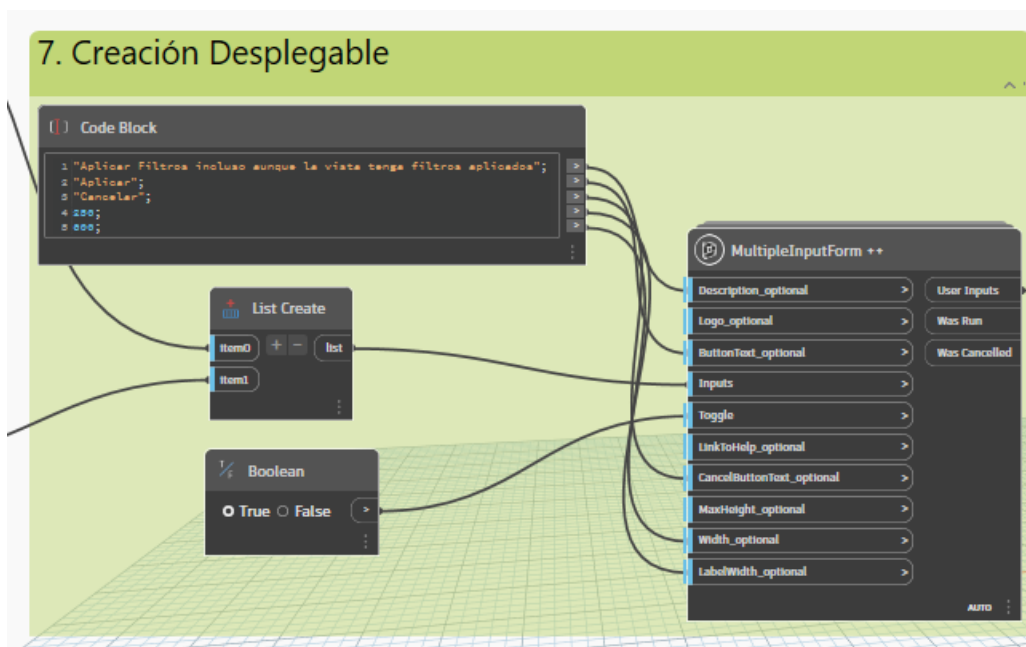 7. Creación Desplegable
Code Block
1 "Aplicar Filtros incluso aunque la vista tenga filtros aplicados";
2 "Aplicar";
3 "Cancelar";
4 250;
5 800;
>
>
>
>
>
List Create
item0
+
-
list
item1
Boolean
True
False
>
MultipleInputForm ++
Description_optional >
User Inputs
Logo_optional >
Was Run
ButtonText_optional >
Was Cancelled
Inputs >
Toggle >
LinkToHelp_optional >
CancelButtonText_optional >
MaxHeight_optional >
Width_optional >
LabelWidth_optional >
AUTO